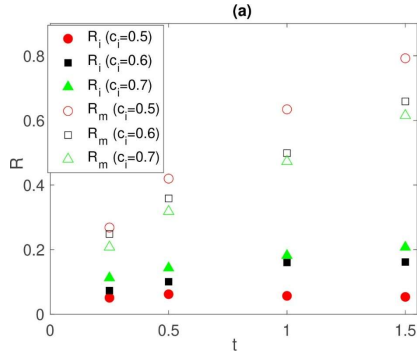 (a)
0.8
0.6
0.4
0.2
0
R
R_i (c_i=0.5)
R_i (c_i=0.6)
R_i (c_i=0.7)
R_m (c_i=0.5)
R_m (c_i=0.6)
R_m (c_i=0.7)
0 0.5 1 1.5
t